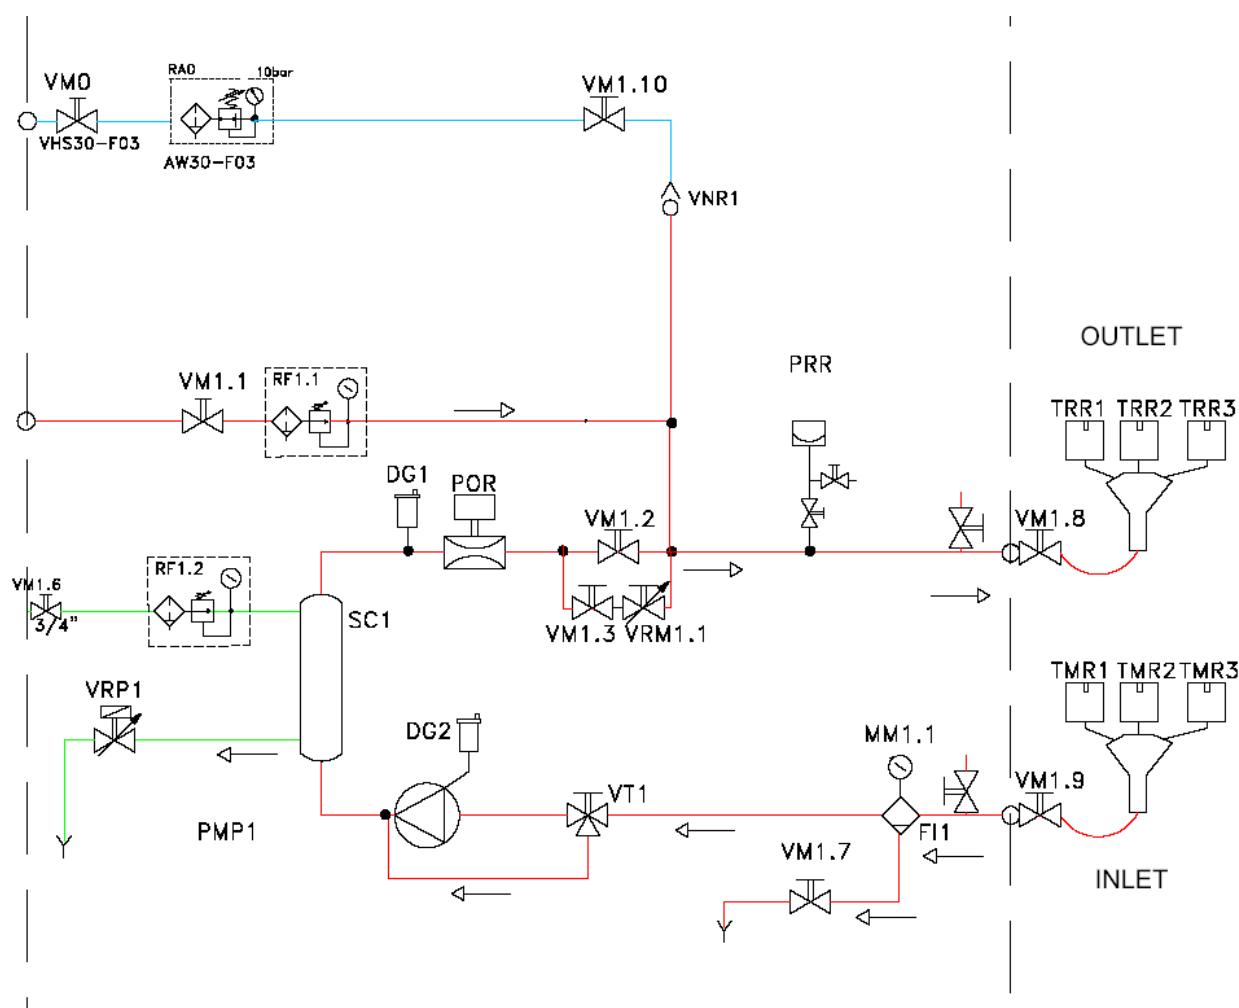 RA0
10bar
VM0
VM1.10
VHS30-F03
AW30-F03
VNR1
OUTLET
PRR
VM1.1
RF1.1
TRR1
TRR2
TRR3
DG1
POR
VM1.2
VM1.8
RF1.2
VM1.6
3/4"
SC1
VM1.3
VRM1.1
TMR1
TMR2
TMR3
VRP1
DG2
MM1.1
VM1.9
VT1
PMP1
FI1
VM1.7
INLET